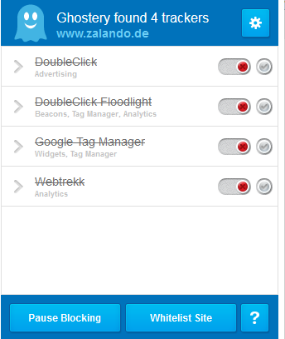 Ghostery found 4 trackers
www.zalando.de
DoubleClick
Advertising
DoubleClick Floodlight
Beacons, Tag Manager, Analytics
Google Tag Manager
Widgets, Tag Manager
Webtrekk
Analytics
Pause Blocking
Whitelist Site
?